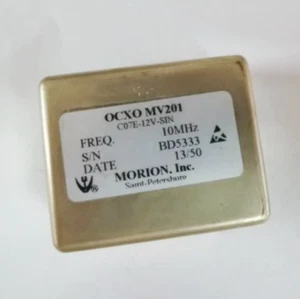 OCXO MV201
C07E-12V-SIN
FREQ. 10MHz
S/N BD5333
DATE 13/50
MORION, Inc.
Saint-Petersburg
®